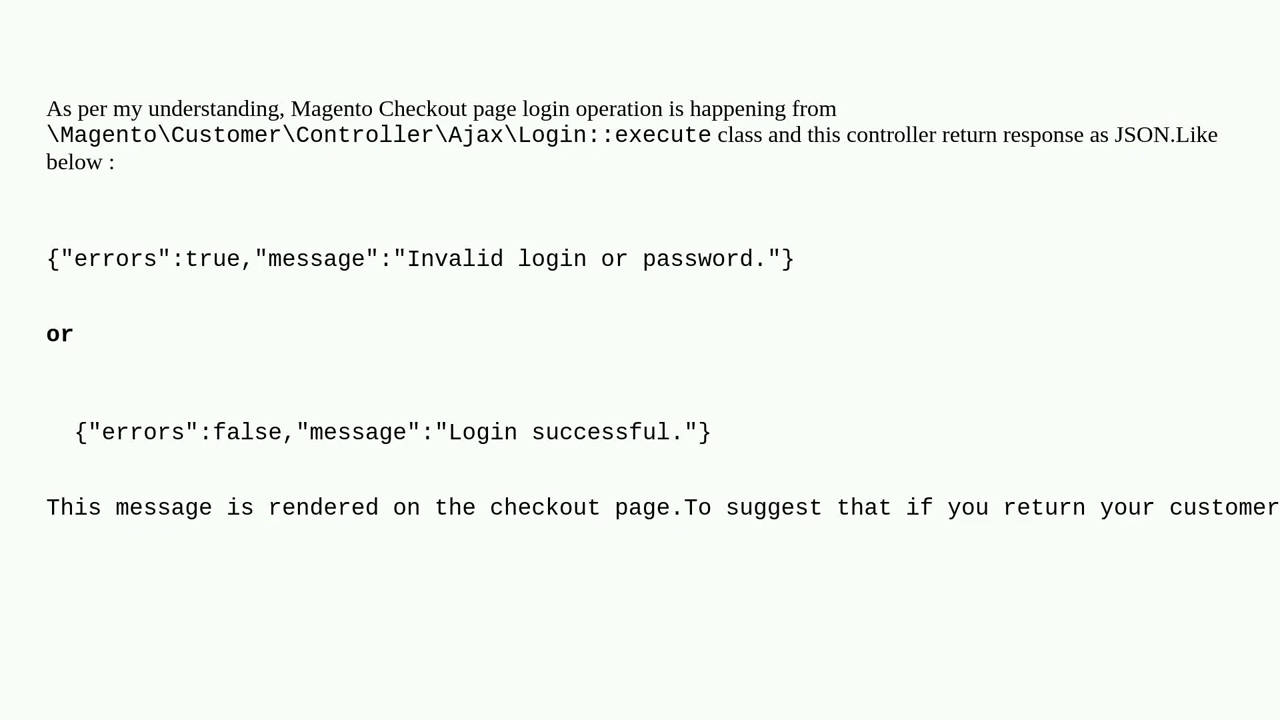 As per my understanding, Magento Checkout page login operation is happening from
\Magento\Customer\Controller\Ajax\Login::execute class and this controller return response as JSON.Like
below :
{"errors":true,"message":"Invalid login or password."}
or
{"errors":false,"message":"Login successful."}
This message is rendered on the checkout page.To suggest that if you return your customer